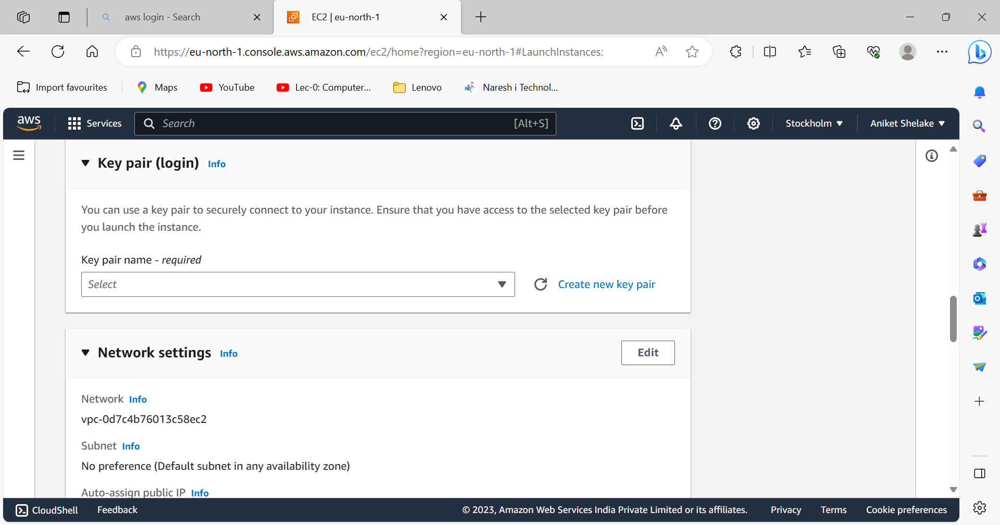 aws login - Search
EC2 | eu-north-1
https://eu-north-1.console.aws.amazon.com/ec2/home?region=eu-north-1#LaunchInstances:
Import favourites
Maps
YouTube
Lec-0: Computer...
Lenovo
Naresh i Technol...
aws
Services
Search
[Alt+S]
Stockholm
Aniket Shelake
Key pair (login) Info
You can use a key pair to securely connect to your instance. Ensure that you have access to the selected key pair before
you launch the instance.
Key pair name - required
Select
Create new key pair
Network settings Info
Edit
Network Info
vpc-0d7c4b76013c58ec2
Subnet Info
No preference (Default subnet in any availability zone)
Auto-assign public IP Info
CloudShell
Feedback
© 2023, Amazon Web Services India Private Limited or its affiliates.
Privacy
Terms
Cookie preferences